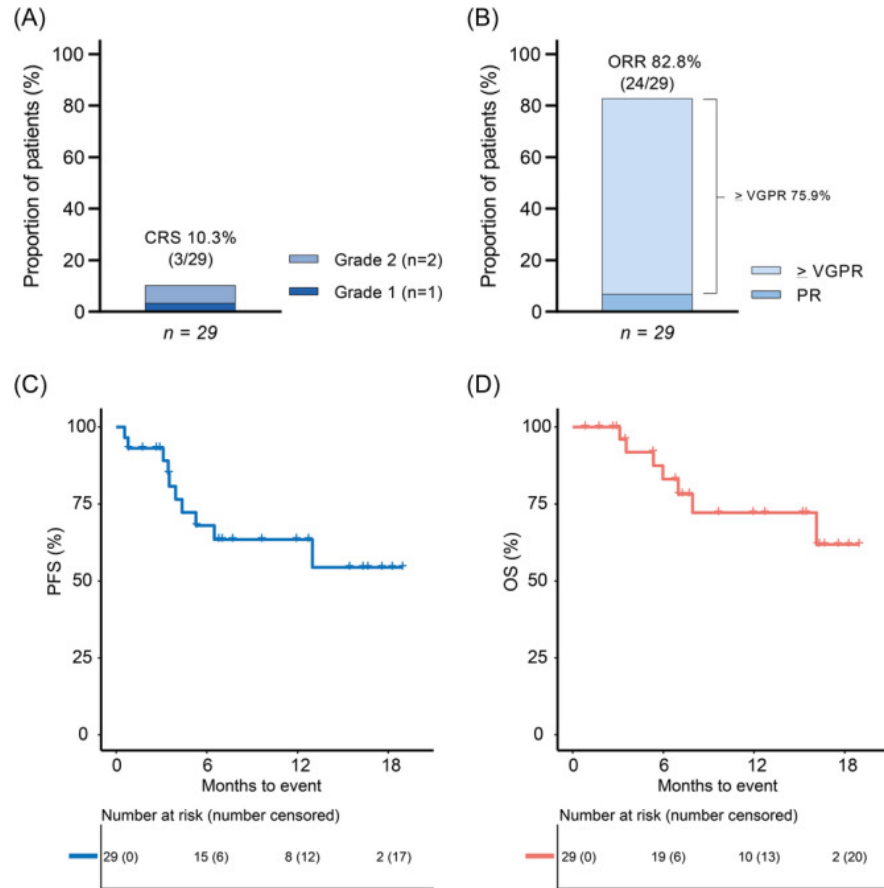 (A)
Proportion of patients (%)
100
80
60
40
20
0
CRS 10.3%
(3/29)
Grade 2 (n=2)
Grade 1 (n=1)
n = 29
(B)
Proportion of patients (%)
100
80
60
40
20
0
ORR 82.8%
(24/29)
≥ VGPR 75.9%
≥ VGPR
PR
n = 29
(C)
PFS (%)
100
75
50
25
0
0 6 12 18
Months to event
Number at risk (number censored)
29 (0) 15 (6) 8 (12) 2 (17)
(D)
OS (%)
100
75
50
25
0
0 6 12 18
Months to event
Number at risk (number censored)
29 (0) 19 (6) 10 (13) 2 (20)